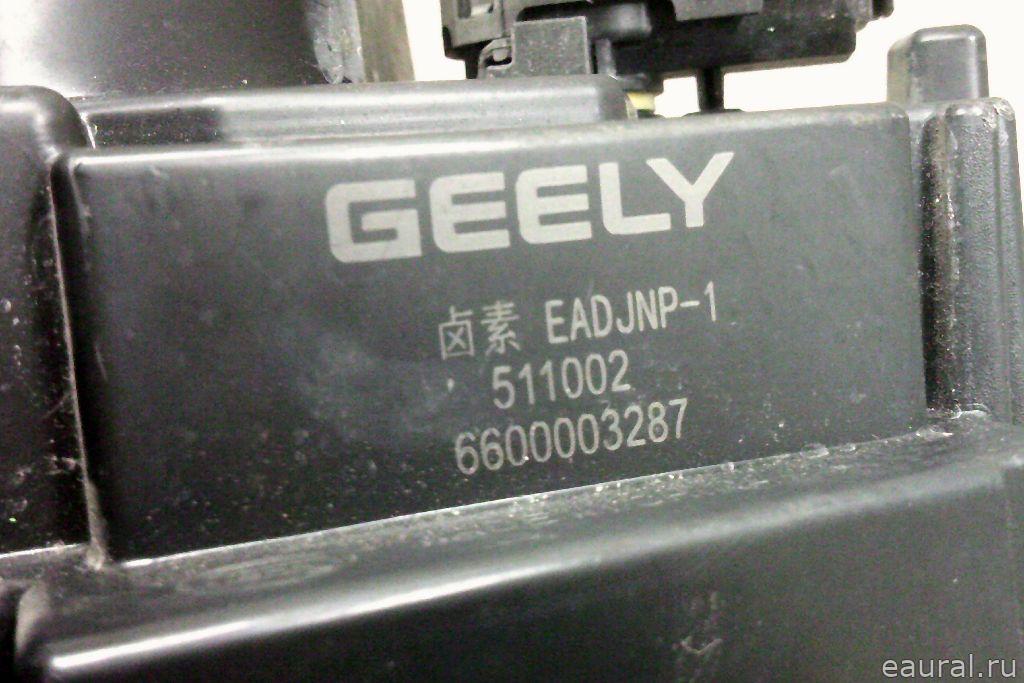 GEELY
卤素 EADJNP-1
511002
6600003287
eaural.ru